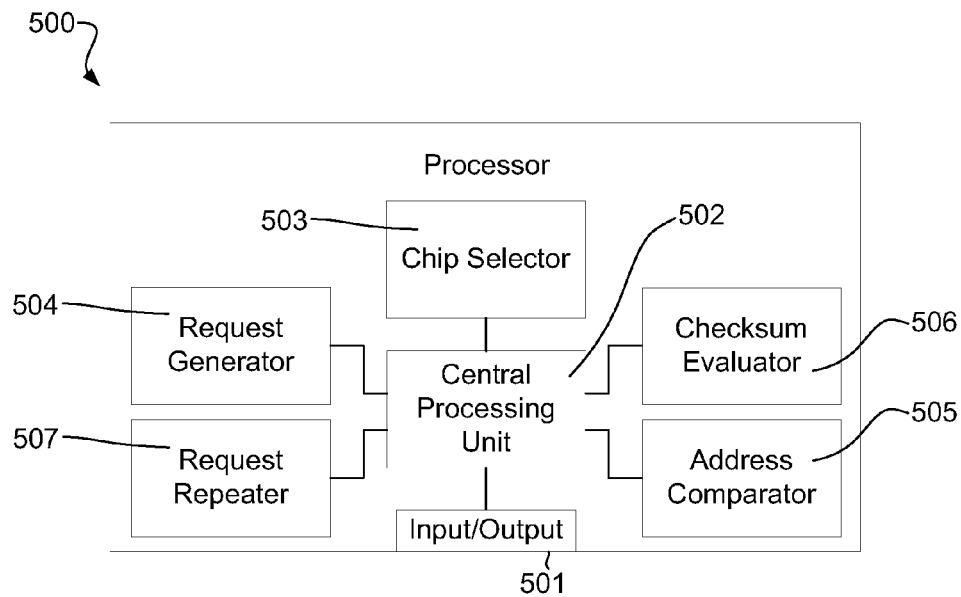 500
Processor
503
Chip Selector
502
504
Request
Generator
Central
Processing
Unit
Checksum
Evaluator
506
507
Request
Repeater
Address
Comparator
505
Input/Output
501